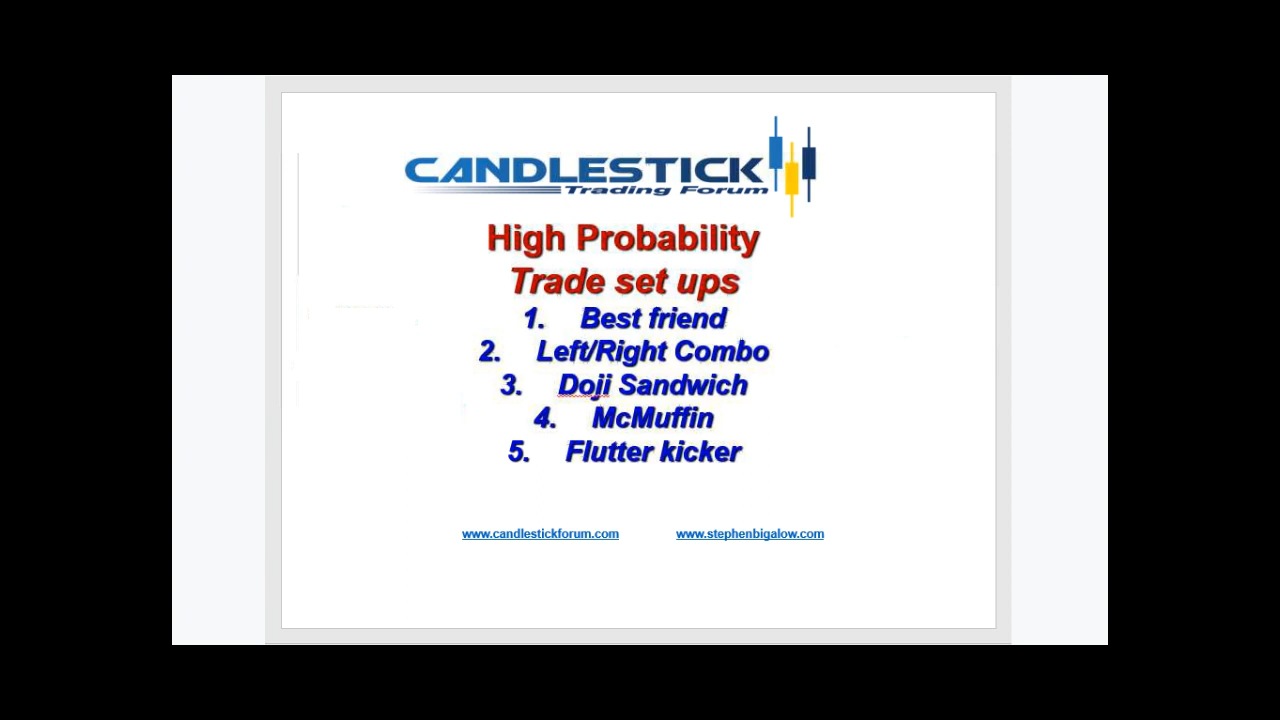 CANDLESTICK
Trading Forum
High Probability
Trade set ups
1. Best friend
2. Left/Right Combo
3. Doji Sandwich
4. McMuffin
5. Flutter kicker
www.candlestickforum.com www.stephenbigalow.com